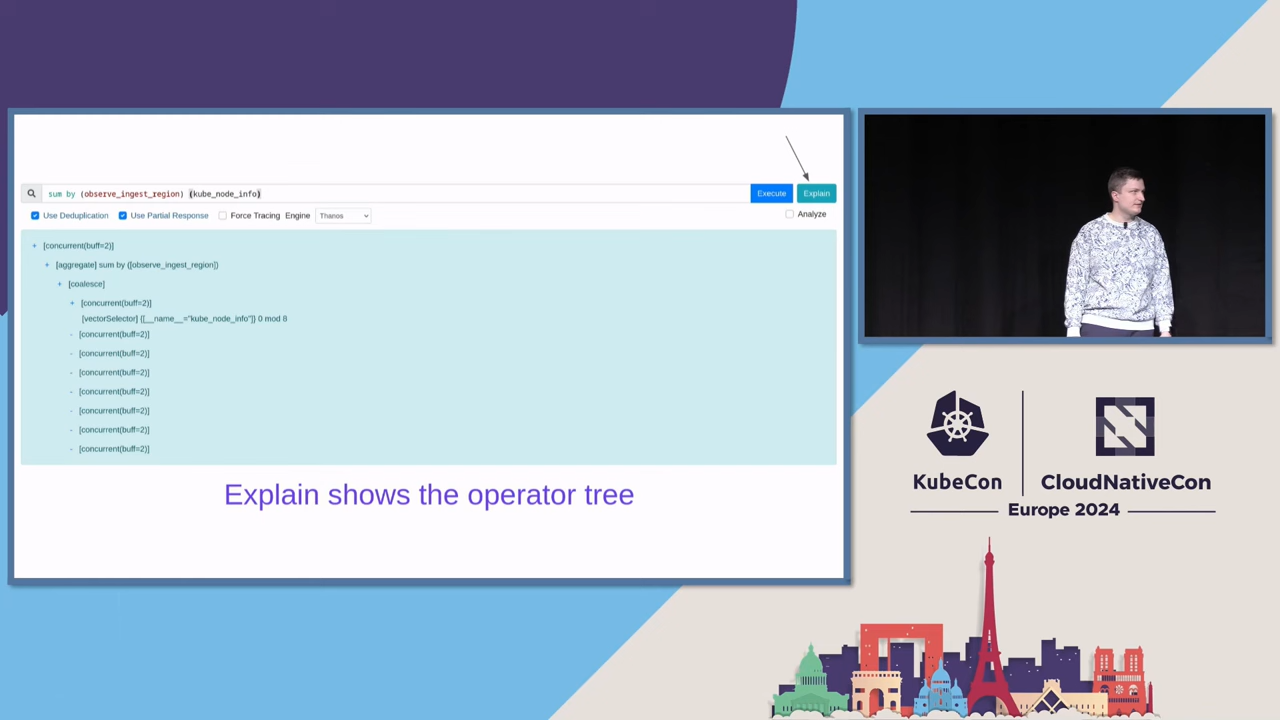 sum by (observe_ingest_region) (kube_node_info)
Execute
Explain
Use Deduplication
Use Partial Response
Force Tracing
Engine
Thanos
Analyze
+ [concurrent(buff=2)]
+ [aggregate] sum by ([observe_ingest_region])
+ [coalesce]
+ [concurrent(buff=2)]
[vectorSelector] {[__name__="kube_node_info"]} 0 mod 8
- [concurrent(buff=2)]
- [concurrent(buff=2)]
- [concurrent(buff=2)]
- [concurrent(buff=2)]
- [concurrent(buff=2)]
- [concurrent(buff=2)]
- [concurrent(buff=2)]
Explain shows the operator tree
KubeCon
CloudNativeCon
Europe 2024